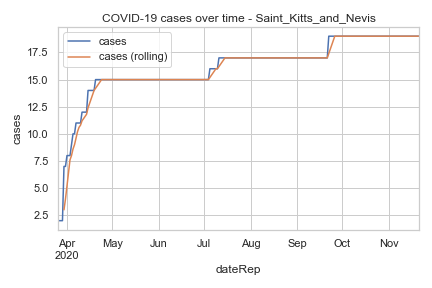 COVID-19 cases over time - Saint_Kitts_and_Nevis
cases
cases (rolling)
17.5
15.0
12.5
10.0
7.5
5.0
2.5
cases
Apr May Jun Jul Aug Sep Oct Nov
2020
dateRep